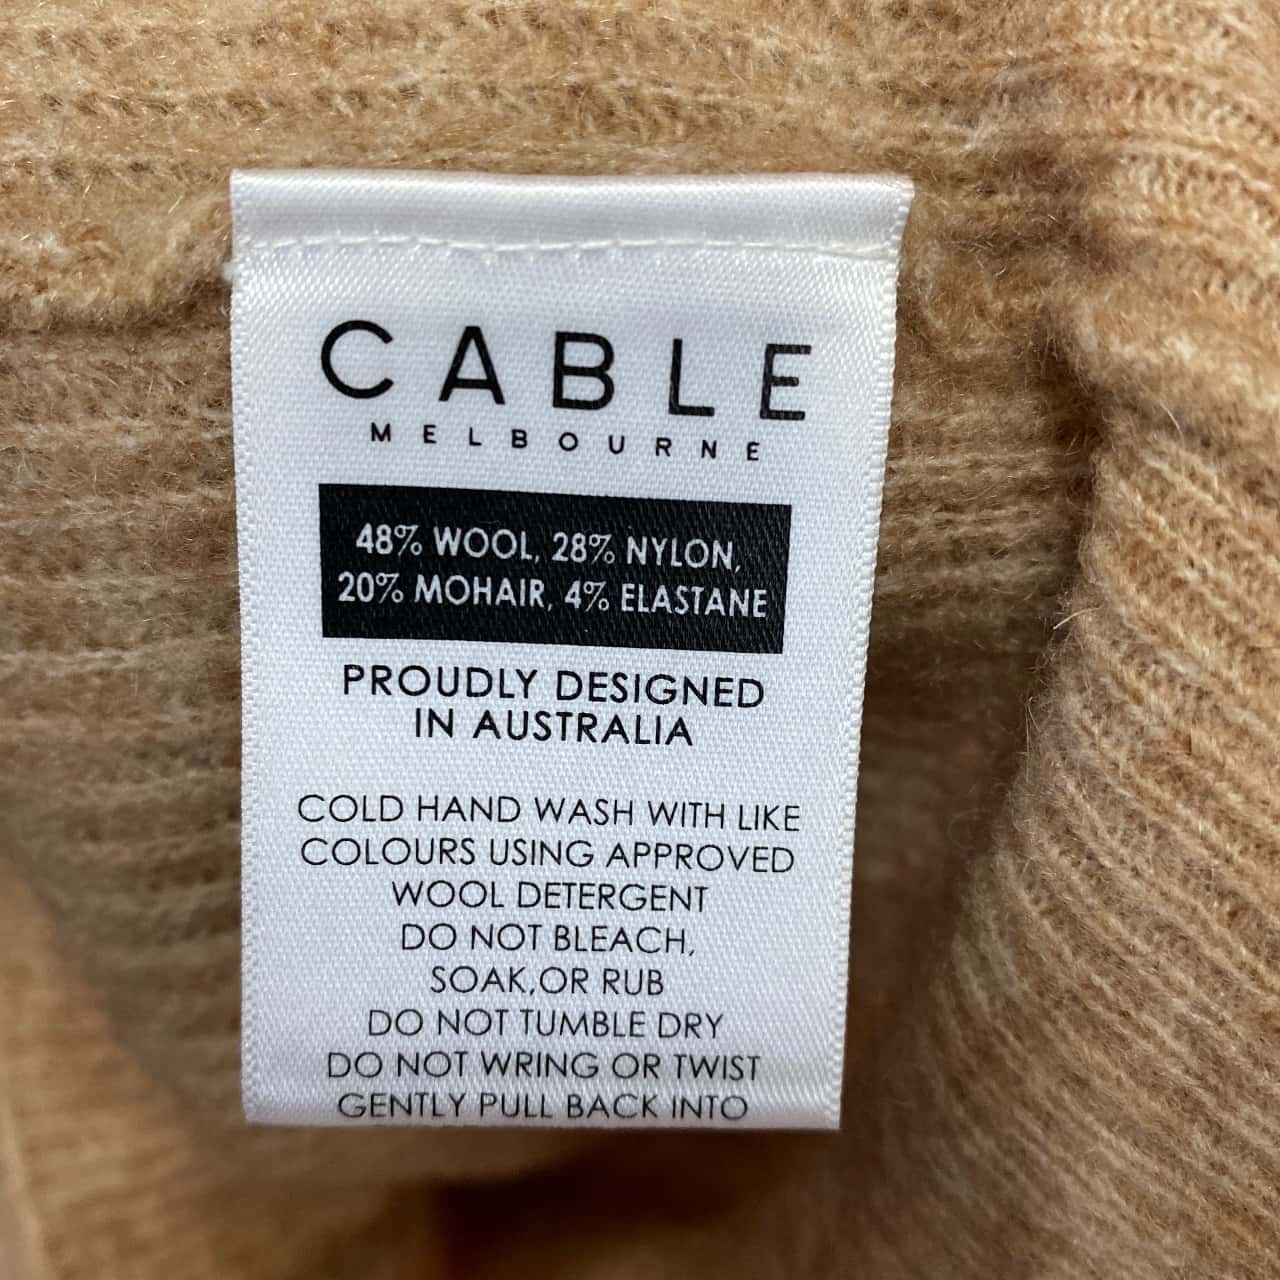 CABLE
MELBOURNE
48% WOOL, 28% NYLON,
20% MOHAIR, 4% ELASTANE
PROUDLY DESIGNED
IN AUSTRALIA
COLD HAND WASH WITH LIKE
COLOURS USING APPROVED
WOOL DETERGENT
DO NOT BLEACH,
SOAK,OR RUB
DO NOT TUMBLE DRY
DO NOT WRING OR TWIST
GENTLY PULL BACK INTO